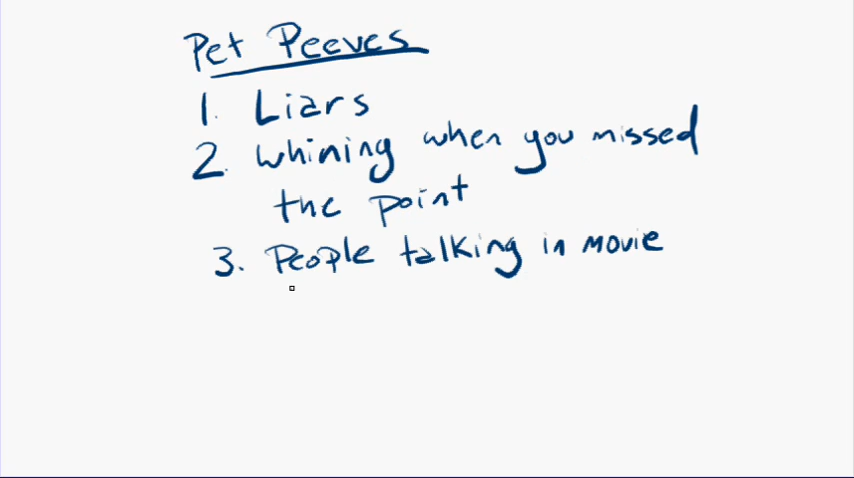 Pet Peeves
1. Liars
2. Whining when you missed
the point
3. People talking in movie